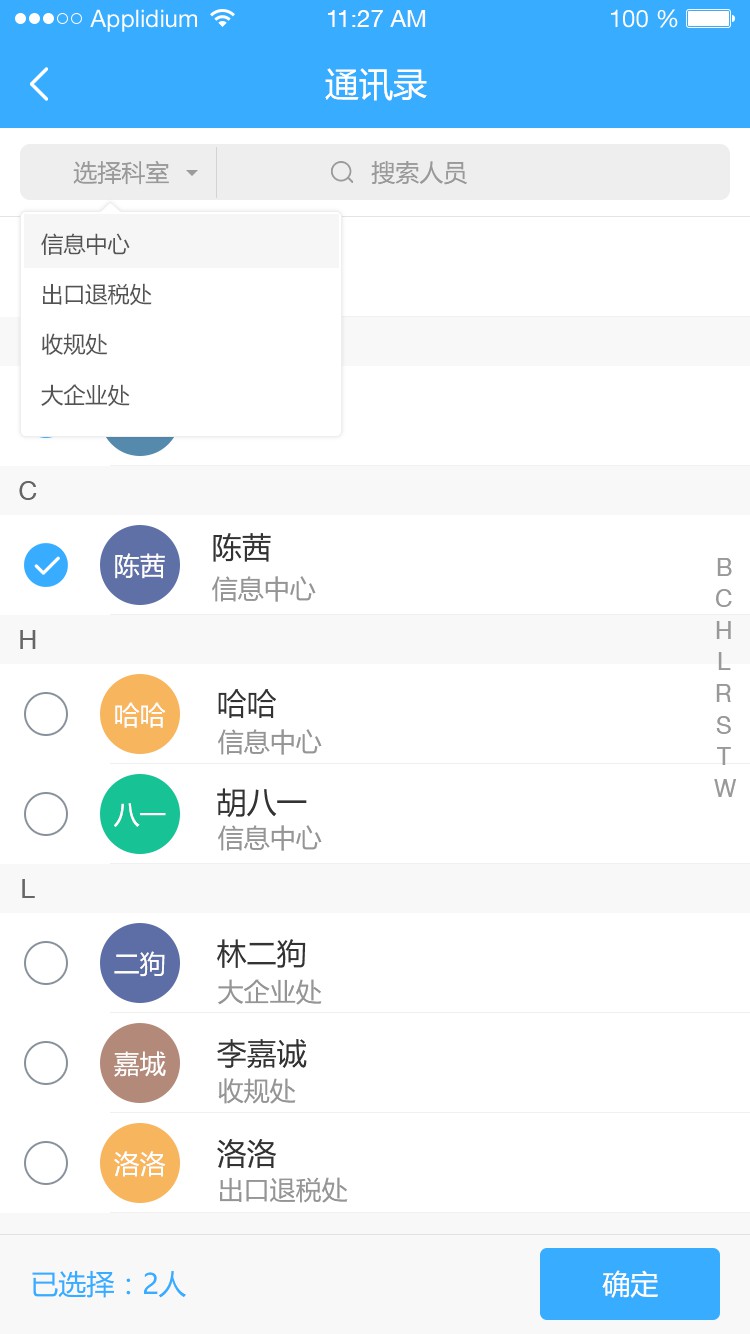 Applidium 11:27 AM 100 %
通讯录
选择科室 搜索人员
信息中心
出口退税处
收规处
大企业处
C
陈茜 陈茜
信息中心
H
哈哈 哈哈
信息中心
八一 胡八一
信息中心
L
二狗 林二狗
大企业处
嘉城 李嘉诚
收规处
洛洛 洛洛
出口退税处
B
C
H
L
R
S
T
W
已选择：2人 确定